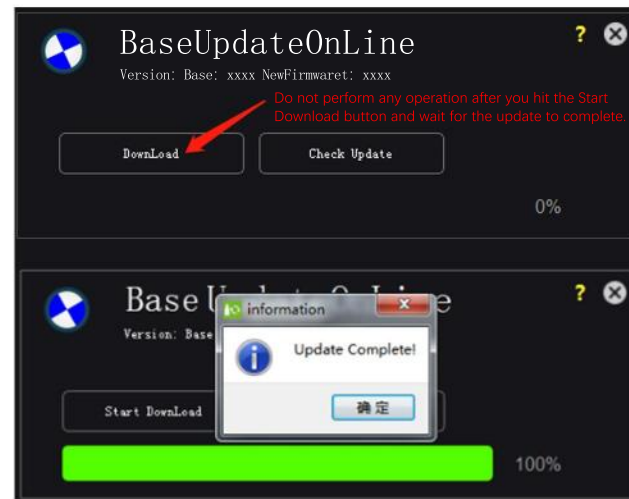 BaseUpdateOnLine
?
Version: Base: xxxx NewFirmwaret: xxxx
Do not perform any operation after you hit the Start
Download button and wait for the update to complete.
DownLoad
Check Update
0%
Base
?
information
Version: Base
Update Complete!
Start DownLoad
确定
100%